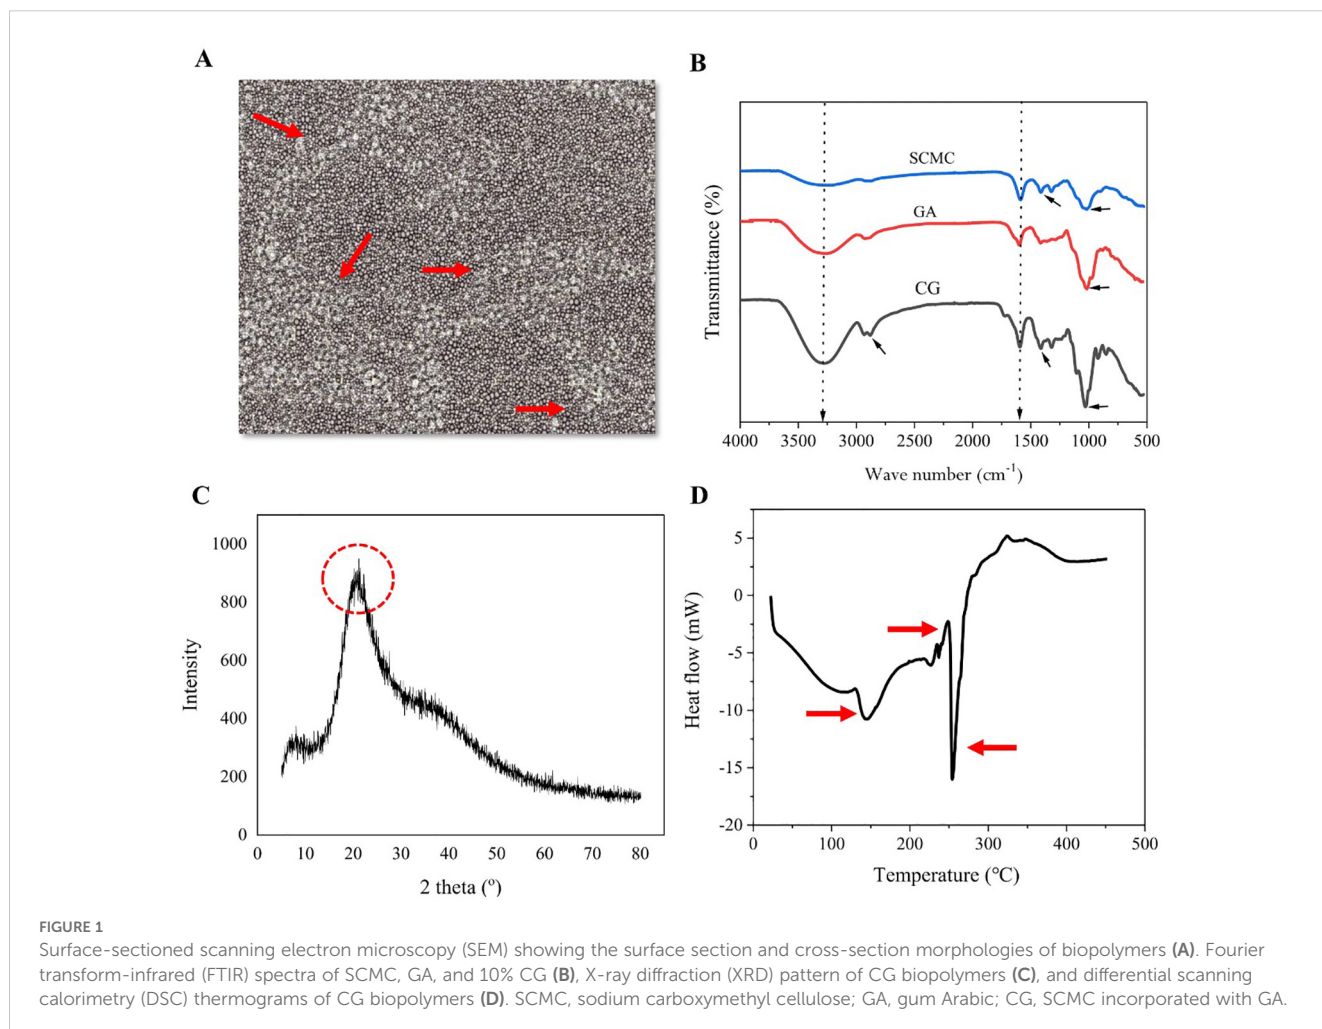 A
B
SCMC
GA
CG
Transmittance (%)
4000 3500 3000 2500 2000 1500 1000 500
Wave number (cm⁻¹)
C
1000
800
600
400
200
0
Intensity
0 10 20 30 40 50 60 70 80
2 theta (°)
D
5
0
-5
-10
-15
-20
Heat flow (mW)
0 100 200 300 400 500
Temperature (℃)
FIGURE 1
Surface-sectioned scanning electron microscopy (SEM) showing the surface section and cross-section morphologies of biopolymers (A). Fourier
transform-infrared (FTIR) spectra of SCMC, GA, and 10% CG (B), X-ray diffraction (XRD) pattern of CG biopolymers (C), and differential scanning
calorimetry (DSC) thermograms of CG biopolymers (D). SCMC, sodium carboxymethyl cellulose; GA, gum Arabic; CG, SCMC incorporated with GA.